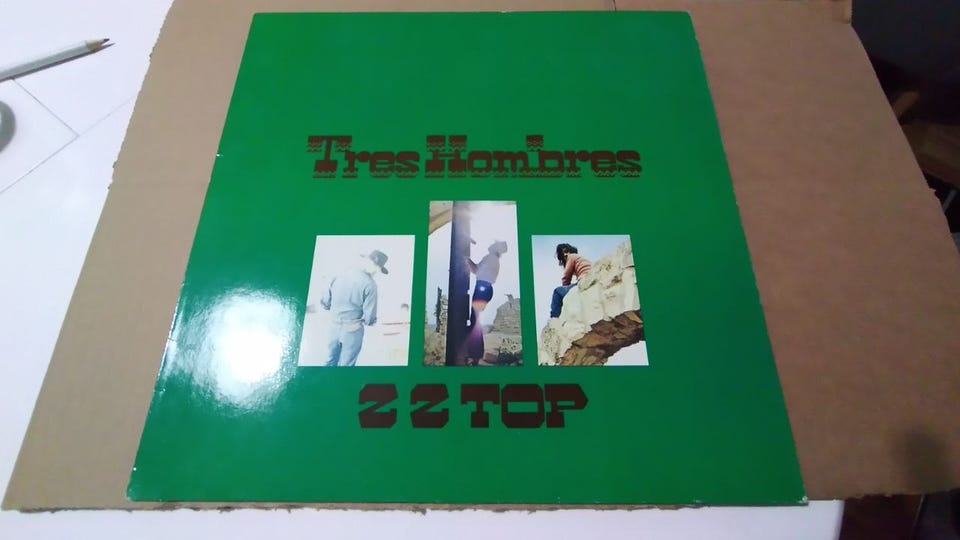 Tres Hombres
ZZ TOP